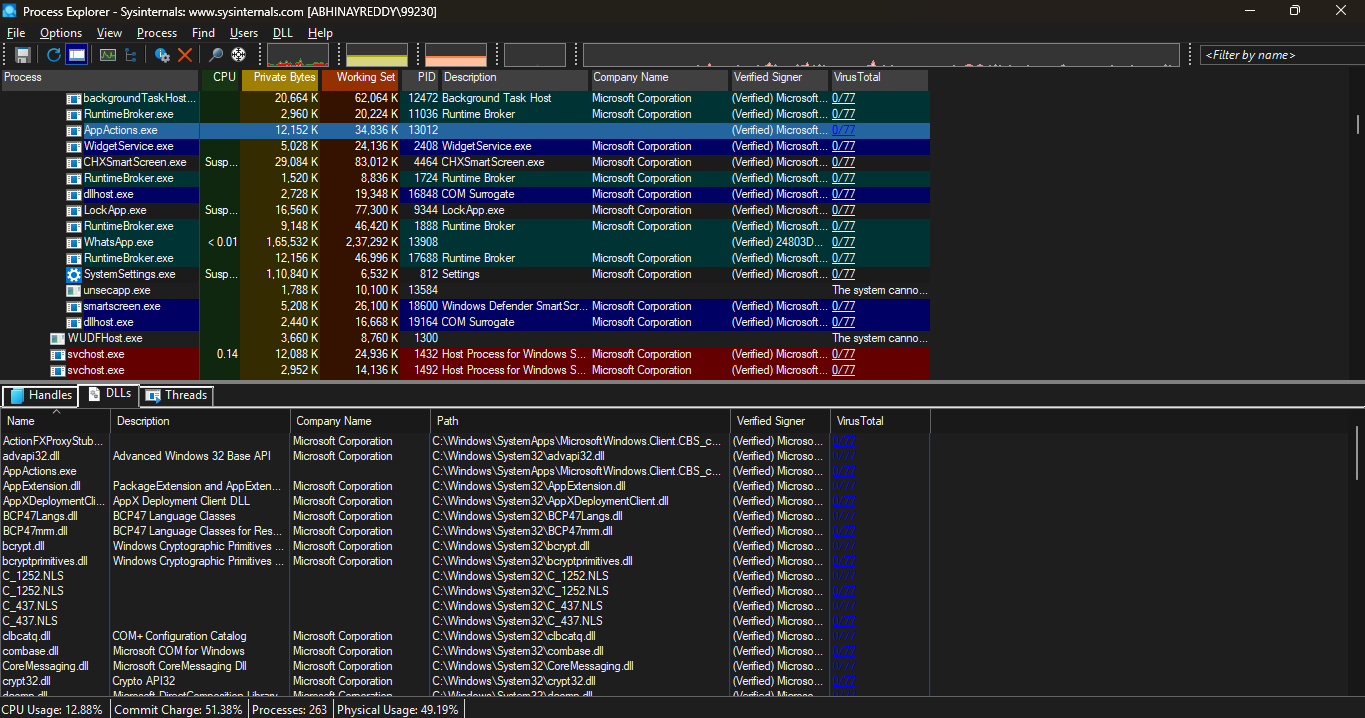 Process Explorer - Sysinternals: www.sysinternals.com [ABHINAYREDDY\99230]
File Options View Process Find Users DLL Help
<Filter by name>
Process CPU Private Bytes Working Set PID Description Company Name Verified Signer VirusTotal
backgroundTaskHost... 20,664 K 62,064 K 12472 Background Task Host Microsoft Corporation (Verified) Microsoft... 0/77
RuntimeBroker.exe 2,960 K 20,224 K 11036 Runtime Broker Microsoft Corporation (Verified) Microsoft... 0/77
AppActions.exe 12,152 K 34,836 K 13012 (Verified) Microsoft... 0/77
WidgetService.exe 5,028 K 24,136 K 2408 WidgetService.exe Microsoft Corporation (Verified) Microsoft... 0/77
CHXSmartScreen.exe Susp... 29,084 K 83,012 K 4464 CHXSmartScreen.exe Microsoft Corporation (Verified) Microsoft... 0/77
RuntimeBroker.exe 1,520 K 8,836 K 1724 Runtime Broker Microsoft Corporation (Verified) Microsoft... 0/77
dllhost.exe 2,728 K 19,348 K 16848 COM Surrogate Microsoft Corporation (Verified) Microsoft... 0/77
LockApp.exe Susp... 16,560 K 77,300 K 9344 LockApp.exe Microsoft Corporation (Verified) Microsoft... 0/77
RuntimeBroker.exe 9,148 K 46,420 K 1888 Runtime Broker Microsoft Corporation (Verified) Microsoft... 0/77
WhatsApp.exe < 0.01 1,65,532 K 2,37,292 K 13908 (Verified) 24803D... 0/77
RuntimeBroker.exe 12,156 K 46,996 K 17688 Runtime Broker Microsoft Corporation (Verified) Microsoft... 0/77
SystemSettings.exe Susp... 1,10,840 K 6,532 K 812 Settings Microsoft Corporation (Verified) Microsoft... 0/77
unsecapp.exe 1,788 K 10,100 K 13584 The system canno...
smartscreen.exe 5,208 K 26,100 K 18600 Windows Defender SmartScr... Microsoft Corporation (Verified) Microsoft... 0/77
dllhost.exe 2,440 K 16,668 K 19164 COM Surrogate Microsoft Corporation (Verified) Microsoft... 0/77
WUDFHost.exe 3,660 K 8,760 K 1300 The system canno...
svchost.exe 0.14 12,088 K 24,936 K 1432 Host Process for Windows S... Microsoft Corporation (Verified) Microsoft... 0/77
svchost.exe 2,952 K 14,136 K 1492 Host Process for Windows S... Microsoft Corporation (Verified) Microsoft... 0/77
Handles DLLs Threads
Name Description Company Name Path Verified Signer VirusTotal
ActionFXProxyStub... Microsoft Corporation C:\Windows\SystemApps\MicrosoftWindows.Client.CBS_c... (Verified) Microso... 0/77
advapi32.dll Advanced Windows 32 Base API Microsoft Corporation C:\Windows\System32\advapi32.dll (Verified) Microso... 0/77
AppActions.exe C:\Windows\SystemApps\MicrosoftWindows.Client.CBS_c... (Verified) Microso... 0/77
AppExtension.dll PackageExtension and AppExten... Microsoft Corporation C:\Windows\System32\AppExtension.dll (Verified) Microso... 0/77
AppXDeploymentCli... AppX Deployment Client DLL Microsoft Corporation C:\Windows\System32\AppXDeploymentClient.dll (Verified) Microso... 0/77
BCP47Langs.dll BCP47 Language Classes Microsoft Corporation C:\Windows\System32\BCP47Langs.dll (Verified) Microso... 0/77
BCP47mrm.dll BCP47 Language Classes for Res... Microsoft Corporation C:\Windows\System32\BCP47mrm.dll (Verified) Microso... 0/77
bcrypt.dll Windows Cryptographic Primitives ... Microsoft Corporation C:\Windows\System32\bcrypt.dll (Verified) Microso... 0/77
bcryptprimitives.dll Windows Cryptographic Primitives ... Microsoft Corporation C:\Windows\System32\bcryptprimitives.dll (Verified) Microso... 0/77
C_1252.NLS C:\Windows\System32\C_1252.NLS (Verified) Microso... 0/77
C_1252.NLS C:\Windows\System32\C_1252.NLS (Verified) Microso... 0/77
C_437.NLS C:\Windows\System32\C_437.NLS (Verified) Microso... 0/77
C_437.NLS C:\Windows\System32\C_437.NLS (Verified) Microso... 0/77
clbcatq.dll COM+ Configuration Catalog Microsoft Corporation C:\Windows\System32\clbcatq.dll (Verified) Microso... 0/77
combase.dll Microsoft COM for Windows Microsoft Corporation C:\Windows\System32\combase.dll (Verified) Microso... 0/77
CoreMessaging.dll Microsoft CoreMessaging Dll Microsoft Corporation C:\Windows\System32\CoreMessaging.dll (Verified) Microso... 0/77
crypt32.dll Crypto API32 Microsoft Corporation C:\Windows\System32\crypt32.dll (Verified) Microso... 0/77
dcomp.dll Microsoft DirectComposition Library Microsoft Corporation C:\Windows\System32\dcomp.dll (Verified) Microso...
CPU Usage: 12.88% Commit Charge: 51.38% Processes: 263 Physical Usage: 49.19%